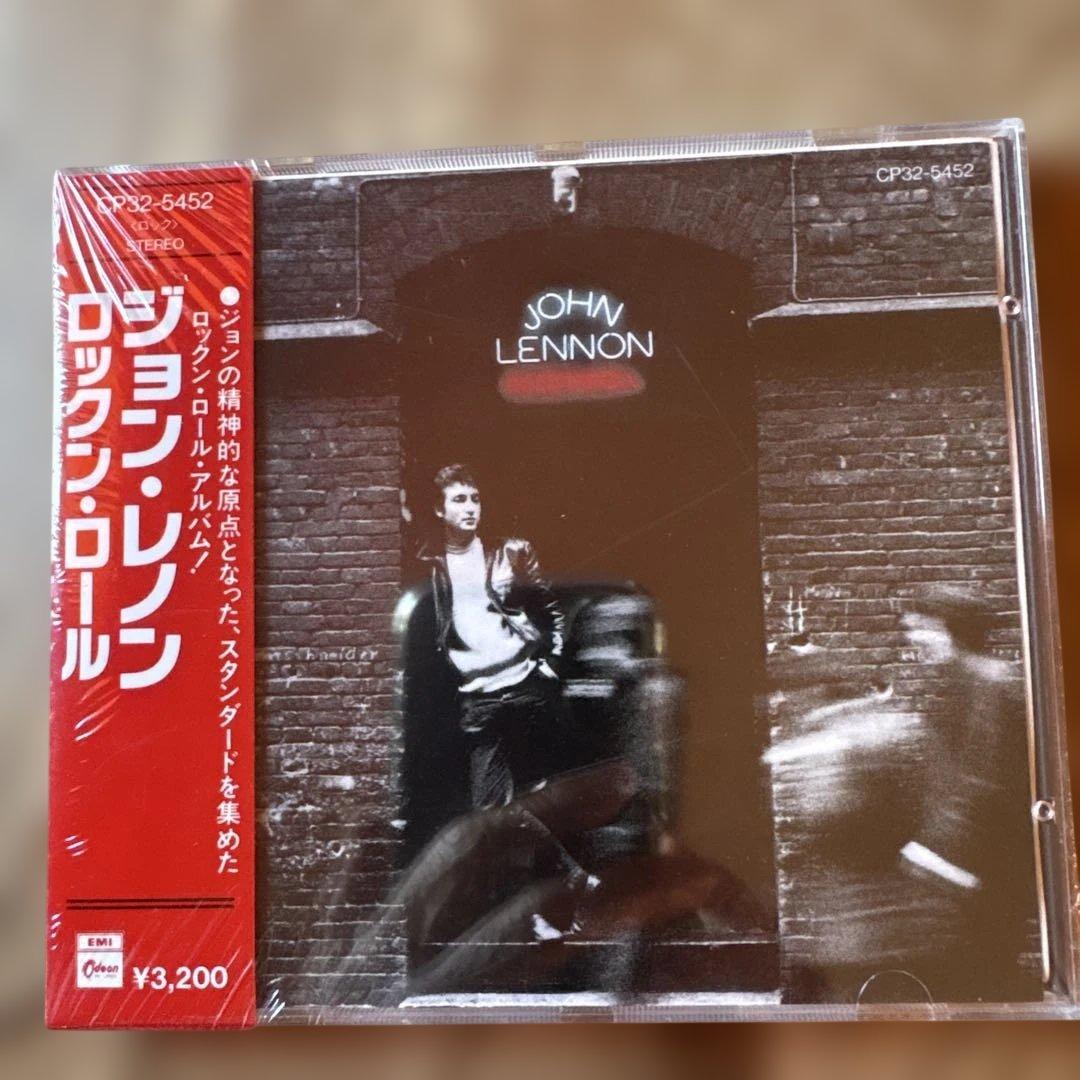 CP32-5452
〈ロック〉
STEREO
●ジョンの精神的な原点となった、スタンダードを集めた
ロックン・ロール・アルバム!
ジョン・レノン
ロックン・ロール
EMI
Odeon
¥3,200
CP32-5452
JOHN
LENNON
schneider